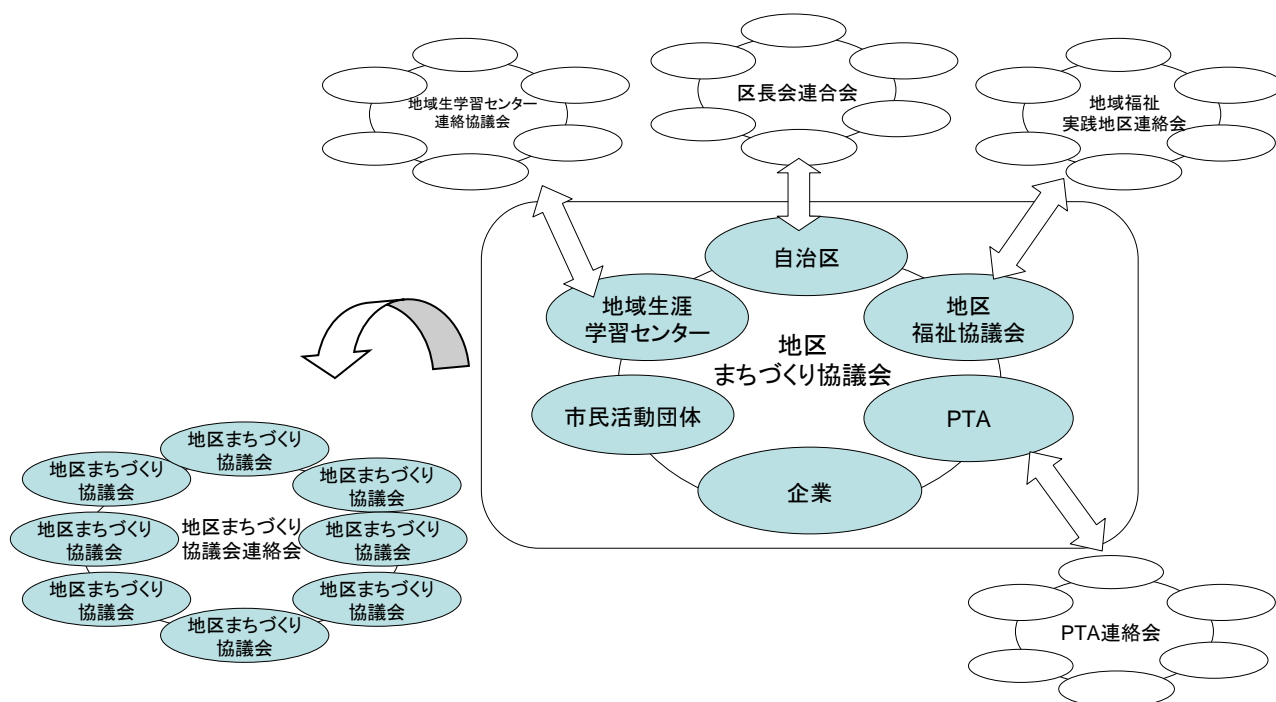 地域生学習センター
連絡協議会
区長会連合会
地域福祉
実践地区連絡会
自治区
地域生涯
学習センター
地区
福祉協議会
地区
まちづくり協議会
市民活動団体
PTA
企業
地区まちづくり
協議会
地区まちづくり
協議会
地区まちづくり
協議会
地区まちづくり
協議会
地区まちづくり
協議会連絡会
地区まちづくり
協議会
地区まちづくり
協議会
地区まちづくり
協議会
地区まちづくり
協議会
PTA連絡会